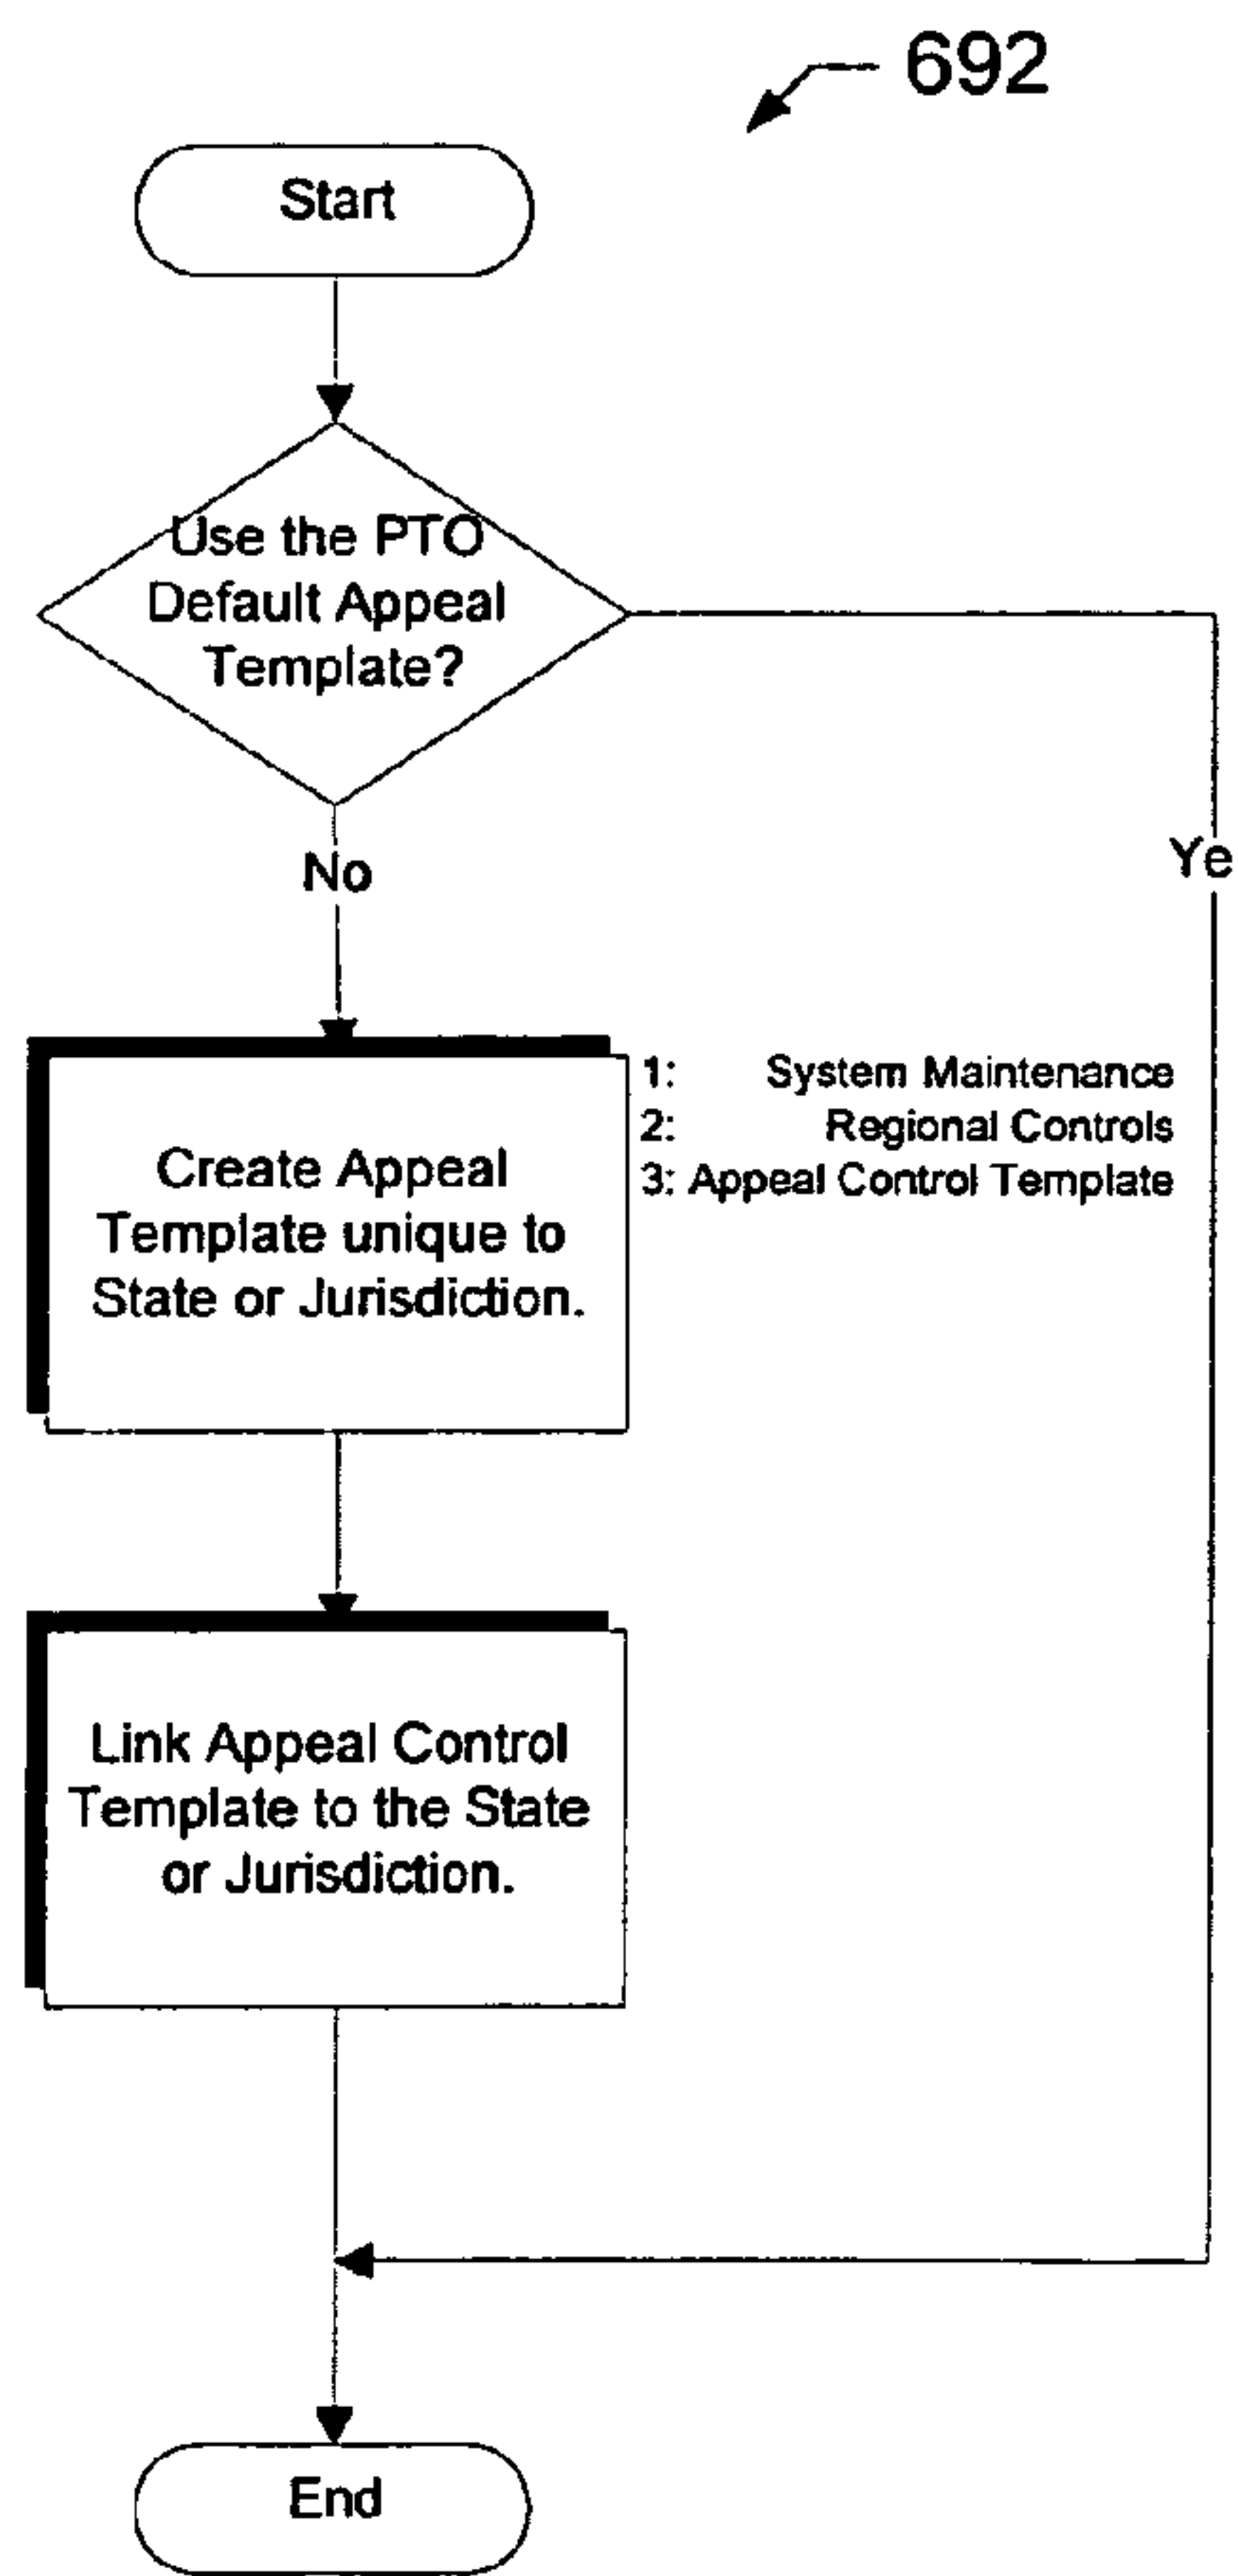 692
Start
Use the PTO
Default Appeal
Template?
No
Ye
Create Appeal
Template unique to
State or Jurisdiction.
1: System Maintenance
2: Regional Controls
3: Appeal Control Template
Link Appeal Control
Template to the State
or Jurisdiction.
End